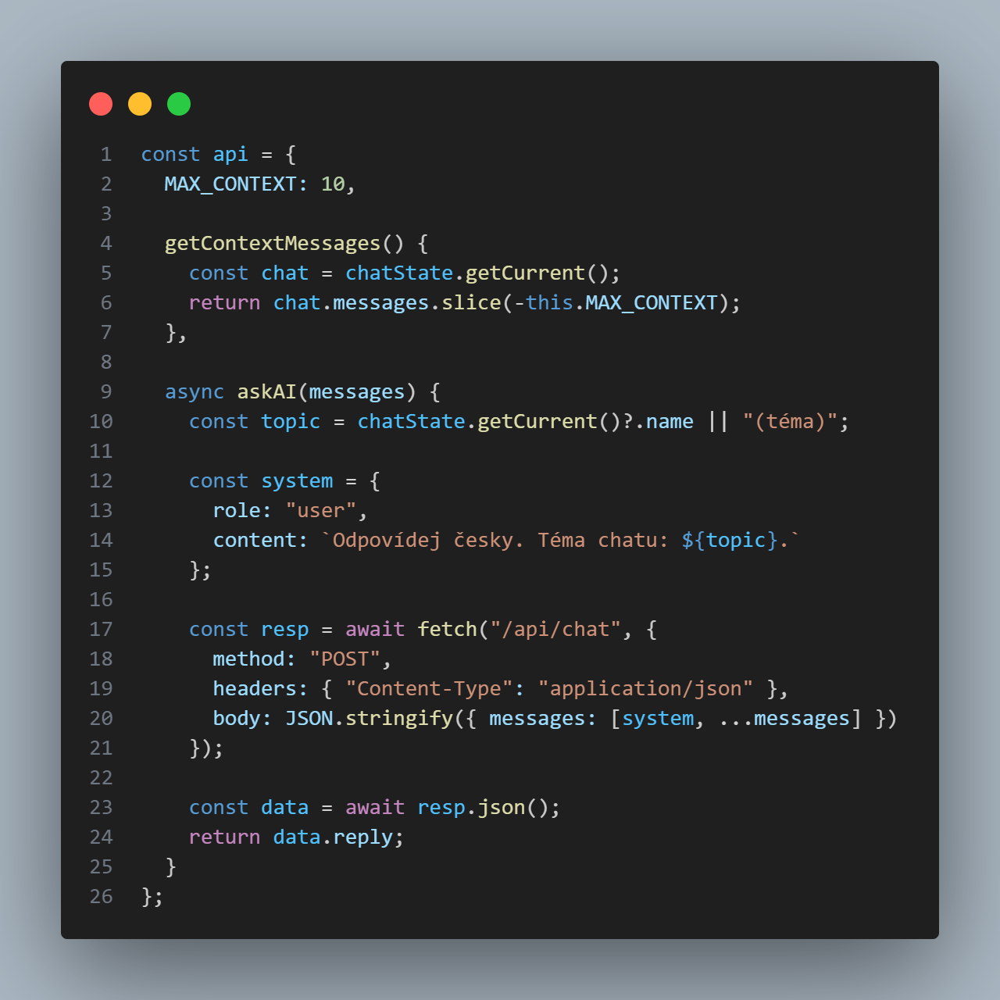 1 const api = {
2   MAX_CONTEXT: 10,
3
4   getContextMessages() {
5     const chat = chatState.getCurrent();
6     return chat.messages.slice(-this.MAX_CONTEXT);
7   },
8
9   async askAI(messages) {
10     const topic = chatState.getCurrent()?.name || "(téma)";
11
12     const system = {
13       role: "user",
14       content: `Odpovídej česky. Téma chatu: ${topic}.`
15     };
16
17     const resp = await fetch("/api/chat", {
18       method: "POST",
19       headers: { "Content-Type": "application/json" },
20       body: JSON.stringify({ messages: [system, ...messages] })
21     });
22
23     const data = await resp.json();
24     return data.reply;
25   }
26 };